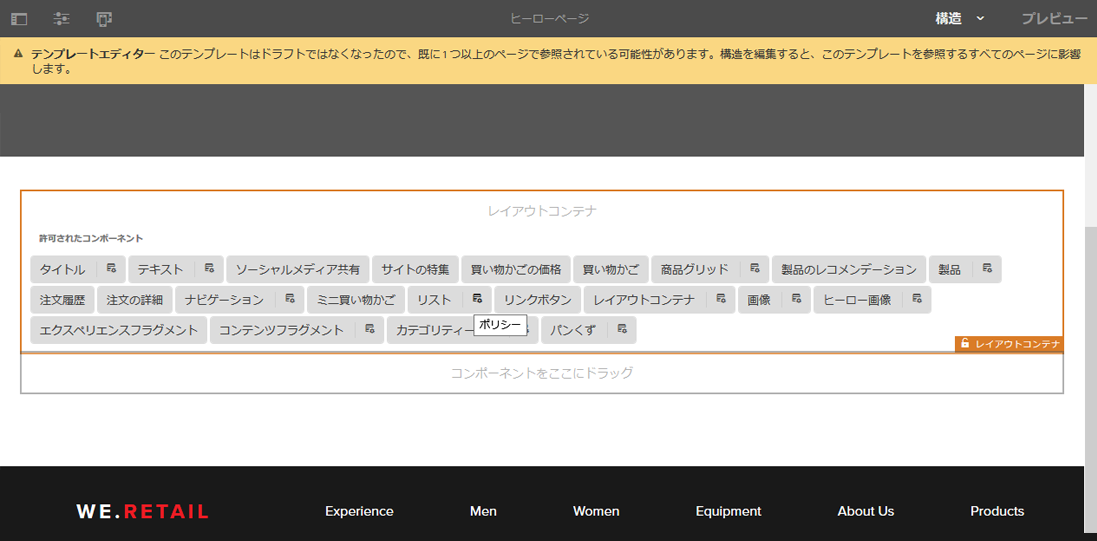 ヒーローページ 構造 プレビュー
テンプレートエディター このテンプレートはドラフトではなくなったので、既に 1 つ以上のページで参照されている可能性があります。構造を編集すると、このテンプレートを参照するすべてのページに影響
します。
レイアウトコンテナ
許可されたコンポーネント
タイトル テキスト ソーシャルメディア共有 サイトの特集 買い物かごの価格 買い物かご 商品グリッド 製品のレコメンデーション 製品
注文履歴 注文の詳細 ナビゲーション ミニ買い物かご リスト リンクボタン レイアウトコンテナ 画像 ヒーロー画像
エクスペリエンスフラグメント コンテンツフラグメント カテゴリティー パンくず
ポリシー
レイアウトコンテナ
コンポーネントをここにドラッグ
WE.RETAIL Experience Men Women Equipment About Us Products